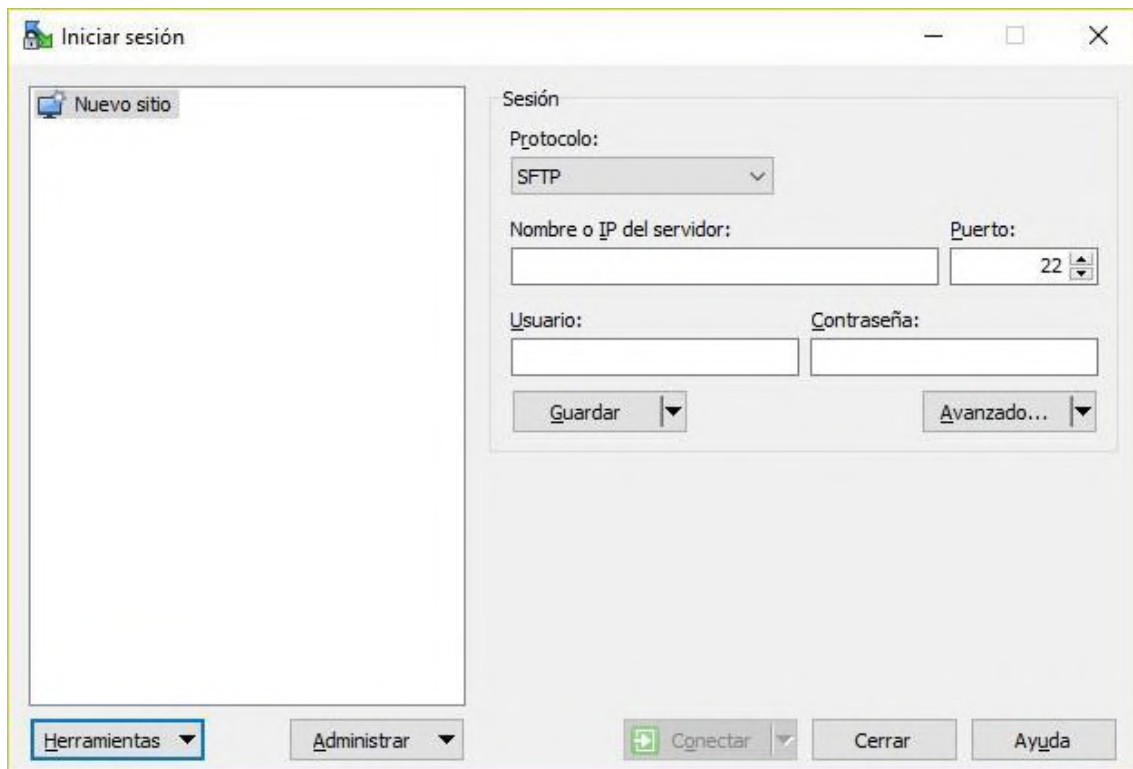 Iniciar sesión
Nuevo sitio
Sesión
Protocolo:
SFTP
Nombre o IP del servidor:
Puerto:
22
Usuario:
Contraseña:
Guardar
Avanzado...
Herramientas
Administrar
Conectar
Cerrar
Ayuda